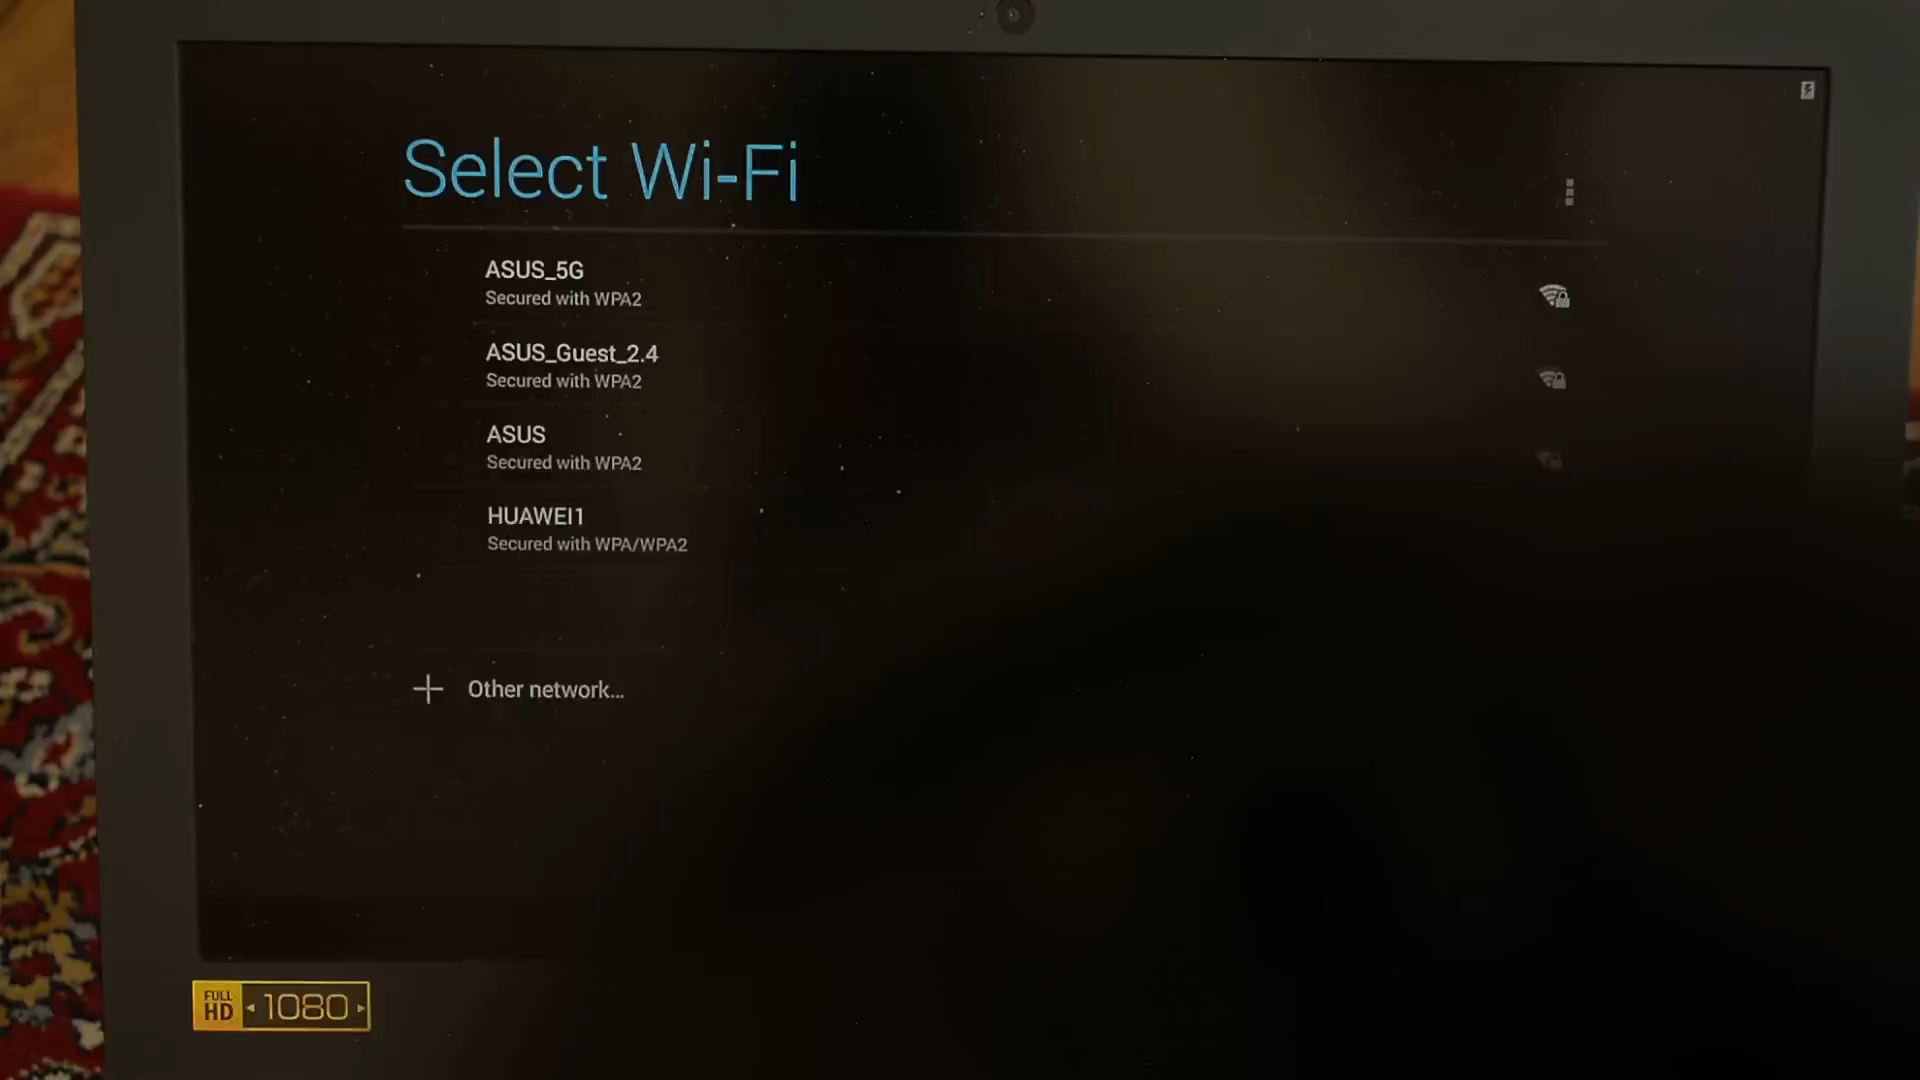 Select Wi-Fi
ASUS_5G
Secured with WPA2
ASUS_Guest_2.4
Secured with WPA2
ASUS
Secured with WPA2
HUAWEI1
Secured with WPA/WPA2
Other network...
FULL HD 1080